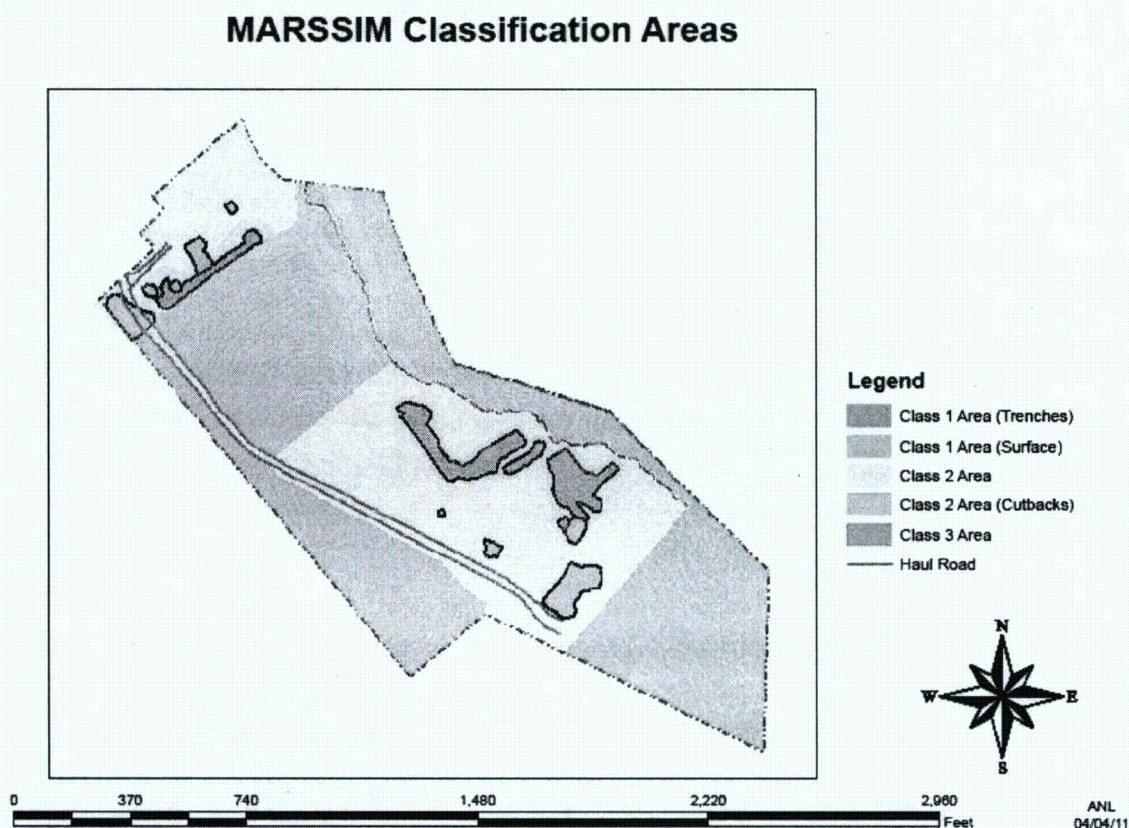 MARSSIM Classification Areas
Legend
Class 1 Area (Trenches)
Class 1 Area (Surface)
Class 2 Area
Class 2 Area (Cutbacks)
Class 3 Area
Haul Road
N
W E
S
0 370 740 1,480 2,220 2,960
Feet
ANL
04/04/11